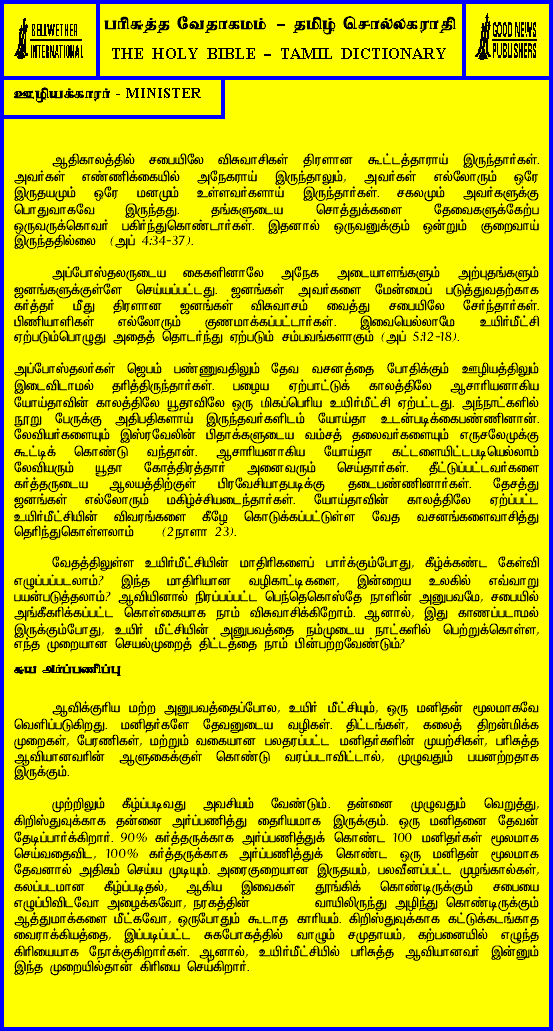 BELLWETHER
INTERNATIONAL
பரிசுத்த வேதாகமம் – தமிழ் சொல்லகராதி
THE HOLY BIBLE – TAMIL DICTIONARY
GOOD NEWS
PUBLISHERS
ஊழியக்காரர் - MINISTER
ஆதிகாலத்தில் சபையிலே விசுவாசிகள் திரளான கூட்டத்தாராய் இருந்தார்கள்.
அவர்கள் எண்ணிக்கையில் அநேகராய் இருந்தாலும், அவர்கள் எல்லோரும் ஒரே
இருதயமும் ஒரே மனமும் உள்ளவர்களாய் இருந்தார்கள். சகலமும் அவர்களுக்கு
பொதுவாகவே இருந்தது. தங்களுடைய சொத்துக்களை தேவைகளுக்கேற்ப
ஒருவருக்கொவர் பகிர்ந்துகொண்டார்கள். இதனால் ஒருவனுக்கும் ஒன்றும் குறைவாய்
இருந்ததில்லை (அப் 4:34-37).
அப்போஸ்தலருடைய கைகளினாலே அநேக அடையாளங்களும் அற்புதங்களும்
ஜனங்களுக்குள்ளே செய்யப்பட்டது. ஜனங்கள் அவர்களை மேன்மைப் படுத்துவதற்காக
கர்த்தர் மீது திரளான ஜனங்கள் விசுவாசம் வைத்து சபையிலே சேர்ந்தார்கள்.
பிணியாளிகள் எல்லோரும் குணமாக்கப்பட்டார்கள். இவையெல்லாமே உயிர்மீட்சி
ஏற்படும்பொழுது அதைத் தொடர்ந்து ஏற்படும் சம்பவங்களாகும் (அப் 5:12-18).
அப்போஸ்தலர்கள் ஜெபம் பண்ணுவதிலும் தேவ வசனத்தை போதிக்கும் ஊழியத்திலும்
இடைவிடாமல் தரித்திருந்தார்கள். பழைய ஏற்பாட்டுக் காலத்திலே ஆசாரியனாகிய
யோய்தாவின் காலத்திலே யூதாவிலே ஒரு மிகப்பெரிய உயிர்மீட்சி ஏற்பட்டது. அந்நாட்களில்
நூறு பேருக்கு அதிபதிகளாய் இருந்தவர்களிடம் யோய்தா உடன்படிக்கைபண்ணினான்.
லேவியர்களையும் இஸ்ரவேலின் பிதாக்களுடைய வம்சத் தலைவர்களையும் எருசலேமுக்கு
கூட்டிக் கொண்டு வந்தான். ஆசாரியனாகிய யோய்தா கட்டளையிட்டபடியெல்லாம்
லேவியரும் யூதா கோத்திரத்தார் அனைவரும் செய்தார்கள். தீட்டுப்பட்டவர்களை
கர்த்தருடைய ஆலயத்திற்குள் பிரவேசியாதபடிக்கு தடைபண்ணினார்கள். தேசத்து
ஜனங்கள் எல்லோரும் மகிழ்ச்சியடைந்தார்கள். யோய்தாவின் காலத்திலே ஏற்ப்பட்ட
உயிர்மீட்சியின் விவரங்களை கீழே கொடுக்கப்பட்டுள்ள வேத வசனங்களைவாசித்து
தெரிந்துகொள்ளலாம் (2நாளா 23).
வேதத்திலுள்ள உயிர்மீட்சியின் மாதிரிகளைப் பார்க்கும்போது, கீழ்க்கண்ட கேள்வி
எழுப்பப்படலாம்? இந்த மாதிரியான வழிகாட்டிகளை, இன்றைய உலகில் எவ்வாறு
பயன்படுத்தலாம்? ஆவியினால் நிரப்பப்பட்ட பெந்தெகொஸ்தே நாளின் அனுபவமே, சபையில்
அங்கீகரிக்கப்பட்ட கொள்கையாக நாம் விசுவாசிக்கிறோம். ஆனால், இது காணப்படாமல்
இருக்கும்போது, உயிர் மீட்சியின் அனுபவத்தை நம்முடைய நாட்களில் பெற்றுக்கொள்ள,
எந்த முறையான செயல்முறைத் திட்டத்தை நாம் பின்பற்றவேண்டும்?
சுய அர்ப்பணிப்பு
ஆவிக்குரிய மற்ற அனுபவத்தைப்போல, உயிர் மீட்சியும், ஒரு மனிதன் மூலமாகவே
வெளிப்படுகிறது. மனிதர்களே தேவனுடைய வழிகள். திட்டங்கள், கலைத் திறன்மிக்க
முறைகள், பேரணிகள், மற்றும் வகையான பலதரப்பட்ட மனிதர்களின் முயற்சிகள், பரிசுத்த
ஆவியானவரின் ஆளுகைக்குள் கொண்டு வரப்படாவிட்டால், முழுவதும் பயனற்றதாக
இருக்கும்.
முற்றிலும் கீழ்ப்படிவது அவசியம் வேண்டும். தன்னை முழுவதும் வெறுத்து,
கிறிஸ்துவுக்காக தன்னை அர்ப்பணித்து தைரியமாக இருக்கும். ஒரு மனிதனை தேவன்
தேடிப்பார்க்கிறார். 90% கர்த்தருக்காக அர்ப்பணித்துக் கொண்ட 100 மனிதர்கள் மூலமாக
செய்வதைவிட, 100% கர்த்தருக்காக அர்ப்பணித்துக் கொண்ட ஒரு மனிதன் மூலமாக
தேவனால் அதிகம் செய்ய முடியும். அரைகுறையான இருதயம், பலவீனப்பட்ட முழங்கால்கள்,
கலப்படமான கீழ்ப்படிதல், ஆகிய இவைகள் தூங்கிக் கொண்டிருக்கும் சபையை
எழுப்பிவிடவோ அழைக்கவோ, நரகத்தின் வாயிலிருந்து அழிந்து கொண்டிருக்கும்
ஆத்துமாக்களை மீட்கவோ, ஒருபோதும் கூடாத காரியம். கிறிஸ்துவுக்காக கட்டுக்கடங்காத
வைராக்கியத்தை, இப்படிப்பட்ட சுகபோகத்தில் வாழும் சமுதாயம், கற்பனையில் எழுந்த
கிரியையாக நோக்குகிறார்கள். ஆனால், உயிர்மீட்சியில் பரிசுத்த ஆவியானவர் இன்னும்
இந்த முறையில்தான் கிரியை செய்கிறார்.